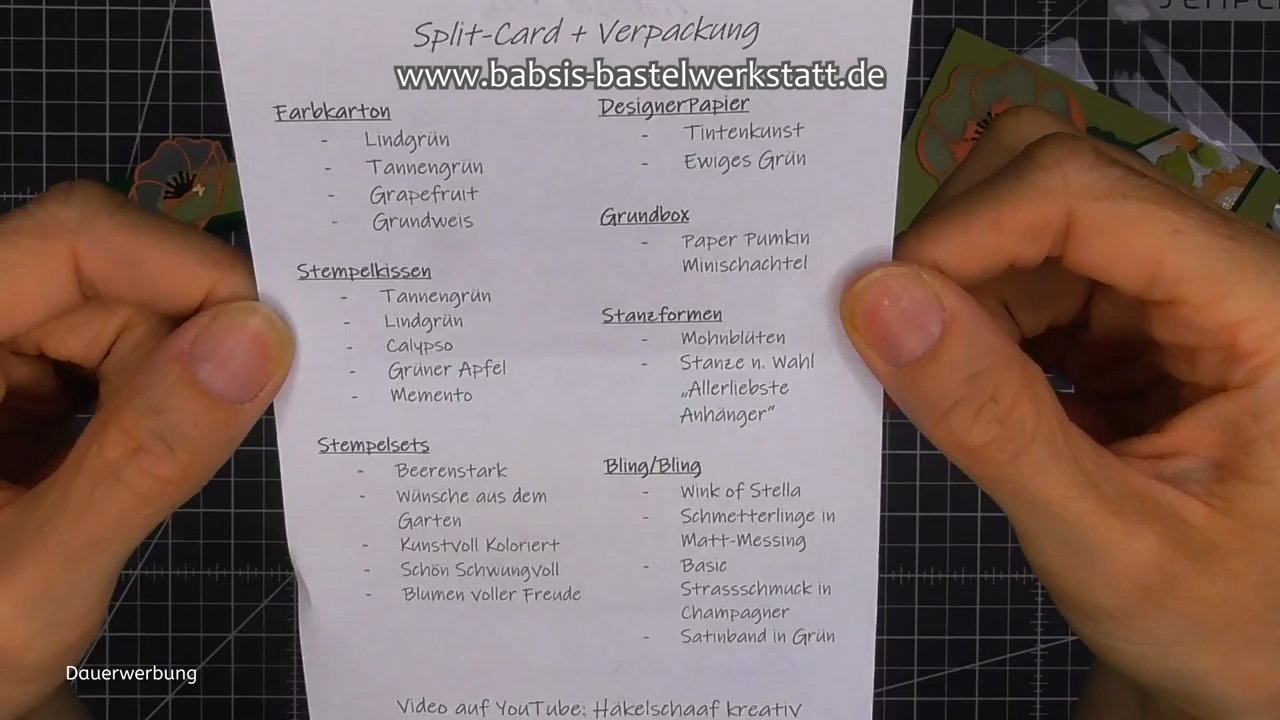 Split-Card + Verpackung
www.babsis-bastelwerkstatt.de
Farbkarton
- Lindgrün
- Tannengrün
- Grapefruit
- Grundweis
Stempelkissen
- Tannengrün
- Lindgrün
- Calypso
- Grüner Apfel
- Memento
Stempelsets
- Beerenstark
- Wünsche aus dem
Garten
- Kunstvoll Koloriert
- Schön Schwungvoll
- Blumen voller Freude
DesignerPapier
- Tintenkunst
- Ewiges Grün
Grundbox
- Paper Pumkin
Minischachtel
Stanzformen
- Mohnblüten
- Stanze n. Wahl
„Allerliebste
Anhänger“
Bling/Bling
- Wink of Stella
- Schmetterlinge in
Matt-Messing
- Basic
Strassschmuck in
Champagner
- Satinband in Grün
Video auf YouTube: Häkelschaaf kreativ
Dauerwerbung